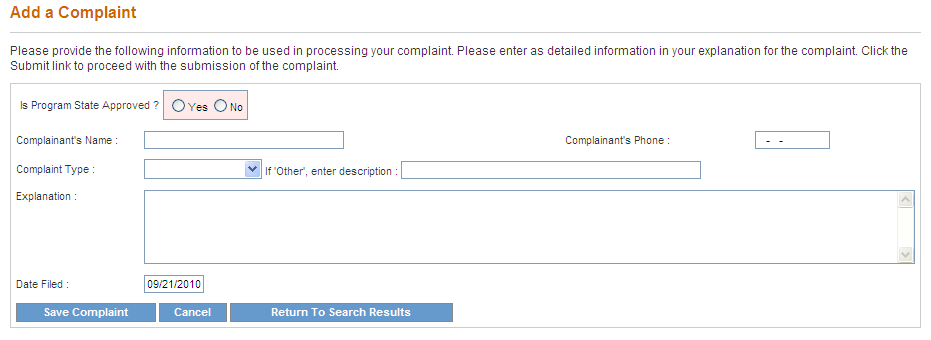 Add a Complaint
Please provide the following information to be used in processing your complaint. Please enter as detailed information in your explanation for the complaint. Click the
Submit link to proceed with the submission of the complaint.
Is Program State Approved ? Yes No
Complainant's Name : Complainant's Phone : - -
Complaint Type : If 'Other', enter description :
Explanation :
Date Filed : 09/21/2010
Save Complaint Cancel Return To Search Results